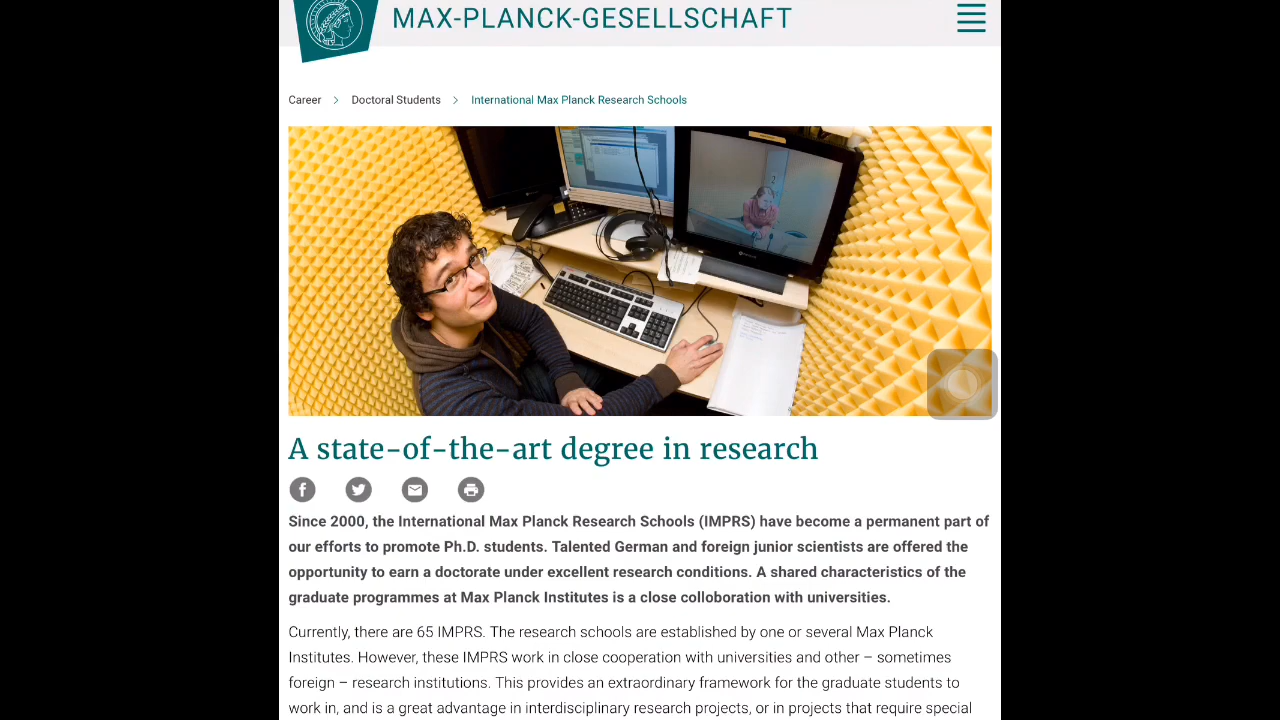 MAX-PLANCK-GESELLSCHAFT
Career > Doctoral Students > International Max Planck Research Schools
A state-of-the-art degree in research
Since 2000, the International Max Planck Research Schools (IMPRS) have become a permanent part of
our efforts to promote Ph.D. students. Talented German and foreign junior scientists are offered the
opportunity to earn a doctorate under excellent research conditions. A shared characteristics of the
graduate programmes at Max Planck Institutes is a close colloboration with universities.
Currently, there are 65 IMPRS. The research schools are established by one or several Max Planck
Institutes. However, these IMPRS work in close cooperation with universities and other – sometimes
foreign – research institutions. This provides an extraordinary framework for the graduate students to
work in, and is a great advantage in interdisciplinary research projects, or in projects that require special